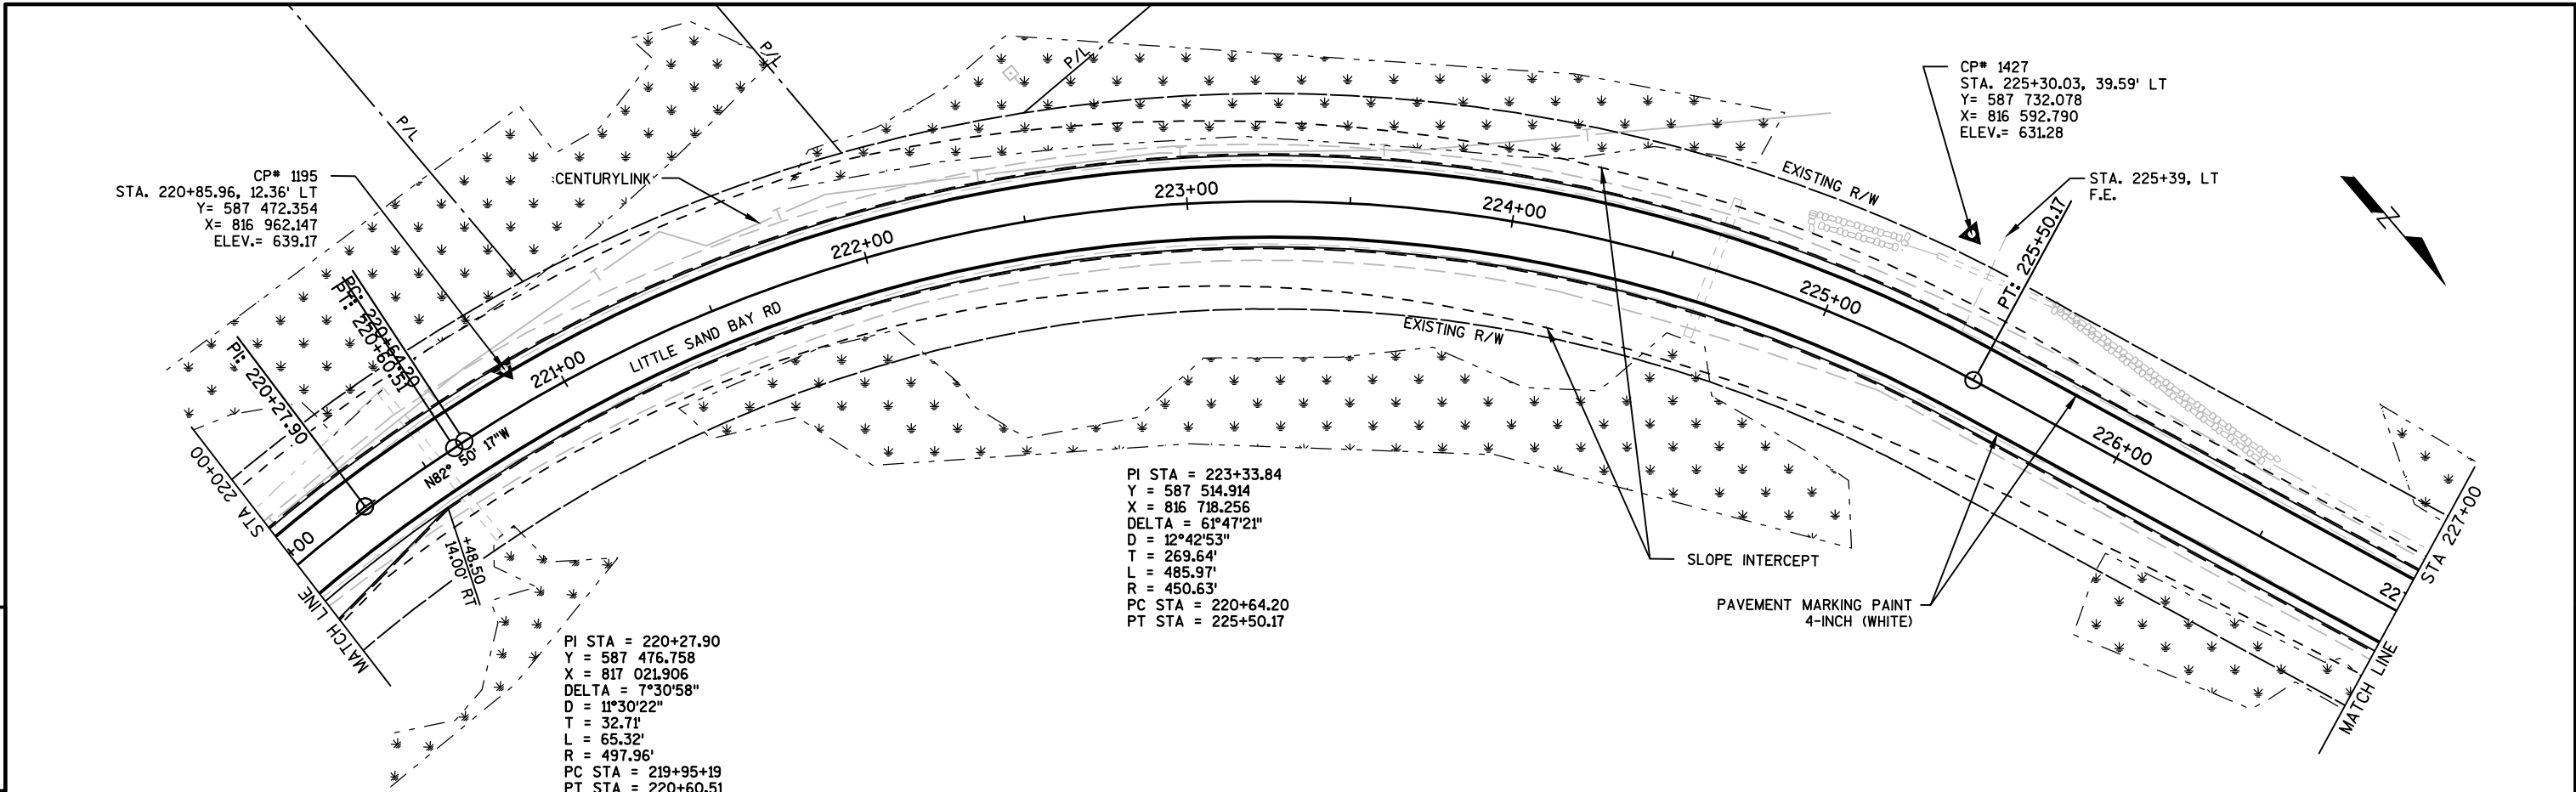 P/L
P/L
P/L
CP# 1195
STA. 220+85.96, 12.36' LT
Y= 587 472.354
X= 816 962.147
ELEV.= 639.17
CENTURYLINK
CP# 1427
STA. 225+30.03, 39.59' LT
Y= 587 732.078
X= 816 592.790
ELEV.= 631.28
STA. 225+39, LT
F.E.
EXISTING R/W
PT: 225+50.17
Z
223+00
224+00
222+00
225+00
221+00
226+00
LITTLE SAND BAY RD
EXISTING R/W
PC: 220+64.20
PT: 220+60.51
PI: 220+27.90
N82° 50' 17"W
STA 220+00
MATCH LINE
+00
+48.50
14.00' RT
PI STA = 223+33.84
Y = 587 514.914
X = 816 718.256
DELTA = 61°47'21"
D = 12°42'53"
T = 269.64'
L = 485.97'
R = 450.63'
PC STA = 220+64.20
PT STA = 225+50.17
SLOPE INTERCEPT
PAVEMENT MARKING PAINT
4-INCH (WHITE)
22
STA 227+00
MATCH LINE
PI STA = 220+27.90
Y = 587 476.758
X = 817 021.906
DELTA = 7°30'58"
D = 11°30'22"
T = 32.71'
L = 65.32'
R = 497.96'
PC STA = 219+95+19
PT STA = 220+60.51